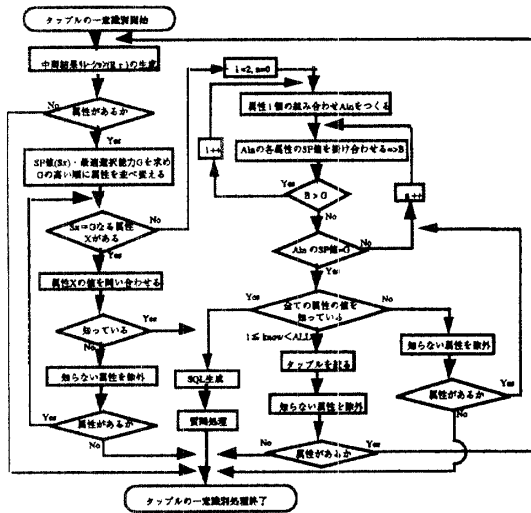 タップルの一意識別開始
中間結果リレーション(Rr)の生成
i=2, n=0
No
属性があるか
属性i個の組み合わせAinをつくる
Yes
SP値(Sx)・最適選択能力Gを求め
Gの高い順に属性を並べ変える
i++
Ainの各属性のSP値を掛け合わせる=>B
n++
Yes
B > G
No
Sx=Gなる属性
Xがある
No
Yes
AinのSP値=G
No
Yes
属性Xの値を問い合わせる
Yes
全ての属性の値を
知っている
No
知っている
Yes
No
1≦ know<ALL
知らない属性を除外
SQL生成
タップルを絞る
知らない属性を除外
質問処理
知らない属性を除外
Yes
属性があるか
Yes
属性があるか
No
No
No
属性があるか
Yes
タップルの一意識別処理終了